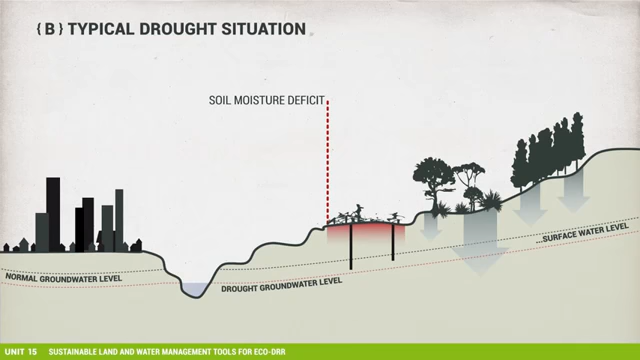 { B } TYPICAL DROUGHT SITUATION
SOIL MOISTURE DEFICIT
...SURFACE WATER LEVEL
NORMAL GROUNDWATER LEVEL
DROUGHT GROUNDWATER LEVEL
UNIT 15 SUSTAINABLE LAND AND WATER MANAGEMENT TOOLS FOR ECO-DRR